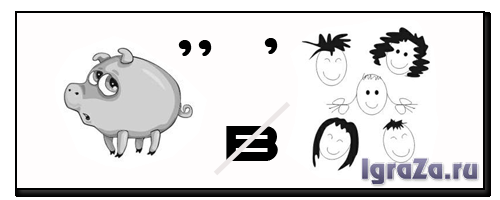 ,, ,
В
IgraZa.ru